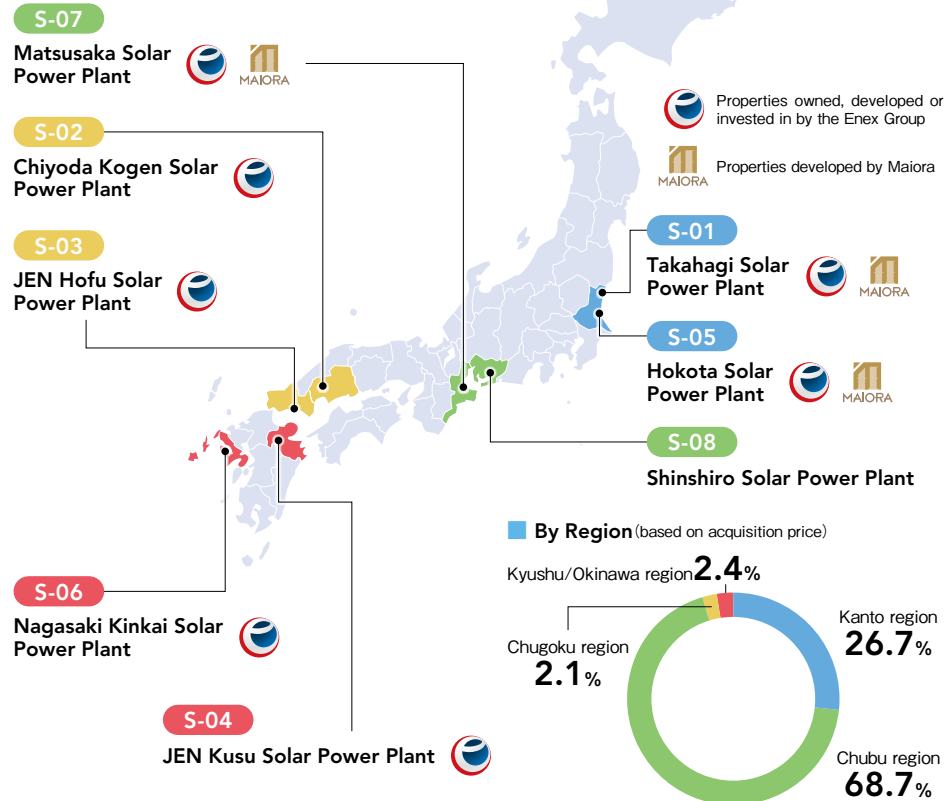 S-07
Matsusaka Solar
Power Plant
MAIORA
S-02
Chiyoda Kogen Solar
Power Plant
S-03
JEN Hofu Solar
Power Plant
Properties owned, developed or
invested in by the Enex Group
MAIORA
Properties developed by Maiora
S-01
Takahagi Solar
Power Plant
MAIORA
S-05
Hokota Solar
Power Plant
MAIORA
S-08
Shinshiro Solar Power Plant
S-06
Nagasaki Kinkai Solar
Power Plant
S-04
JEN Kusu Solar Power Plant
By Region (based on acquisition price)
Kyushu/Okinawa region 2.4%
Chugoku region
2.1%
Kanto region
26.7%
Chubu region
68.7%